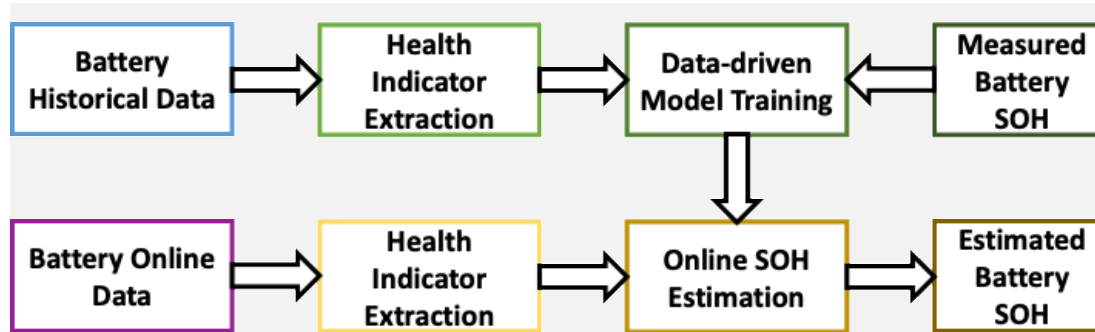 Battery
Historical Data
Health
Indicator
Extraction
Data-driven
Model Training
Measured
Battery
SOH
Battery Online
Data
Health
Indicator
Extraction
Online SOH
Estimation
Estimated
Battery
SOH